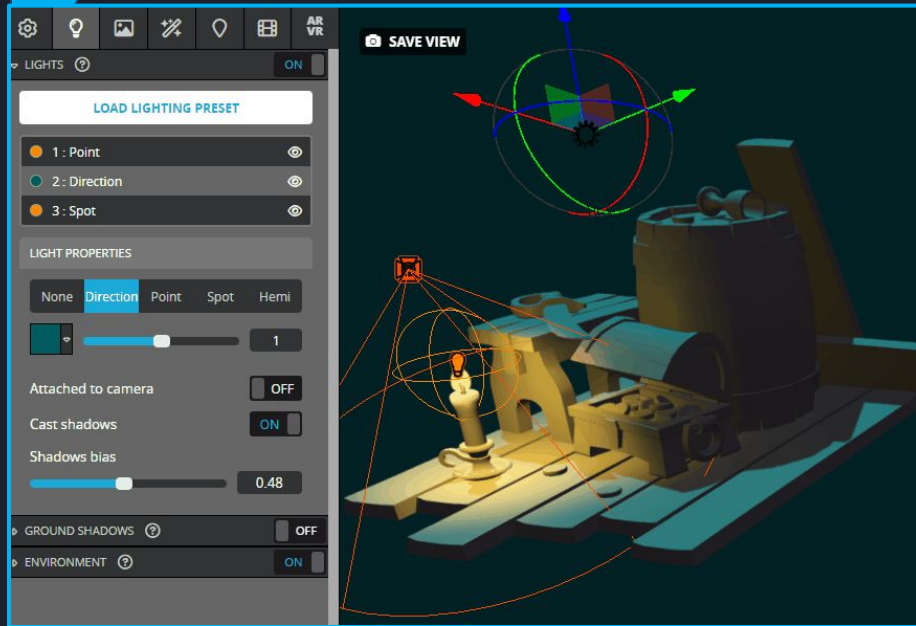 AR
VR
SAVE VIEW
LIGHTS ? ON
LOAD LIGHTING PRESET
1 : Point
2 : Direction
3 : Spot
LIGHT PROPERTIES
None Direction Point Spot Hemi
1
Attached to camera OFF
Cast shadows ON
Shadows bias
0.48
GROUND SHADOWS ? OFF
ENVIRONMENT ? ON